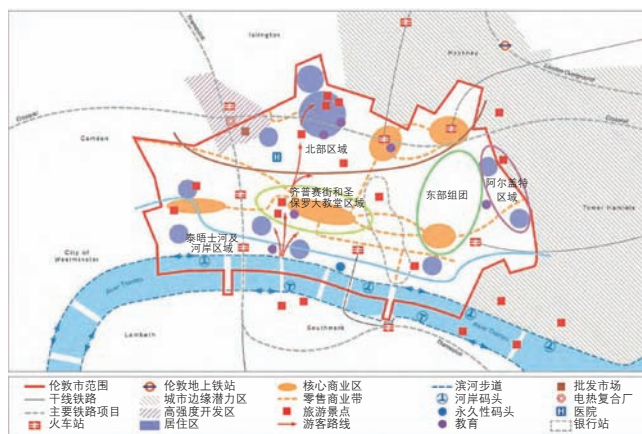 Islington
Hackney
London Overground
Crossrail
Crossrail
Camden
北部区域
H
齐普赛街和圣
保罗大教堂区域
东部组团
阿尔盖特
区域
Tower Hamlets
泰晤士河及
河岸区域
City of
Westminster
River Thames
River Thames
Lambeth
Southwark
Thameslink
伦敦市范围
干线铁路
主要铁路项目
火车站
伦敦地上铁站
城市边缘潜力区
高强度开发区
居住区
核心商业区
零售商业带
旅游景点
游客路线
滨河步道
河岸码头
永久性码头
教育
批发市场
电热复合厂
医院
银行站